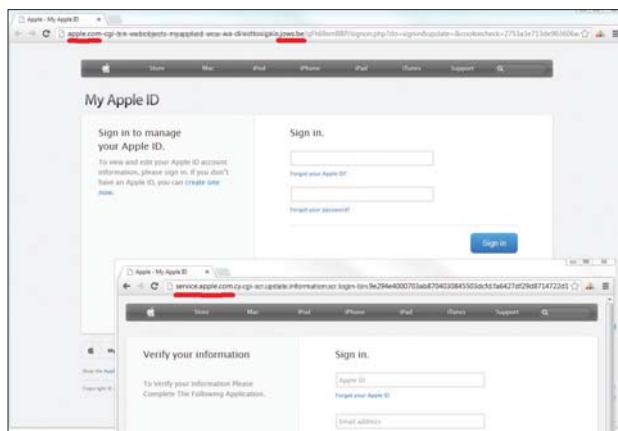 Apple - My Apple ID
apple.com-cgi-bin-webobjects-myappleid-woa-wa-directtosignin.jows.be
Store Mac iPod iPhone iPad iTunes Support
My Apple ID
Sign in to manage
your Apple ID.
To view and edit your Apple ID account
information, please sign in. If you don't
have an Apple ID, you can create one
now.
Sign in.
Forgot your Apple ID?
Forgot your password?
Sign in
Apple - My Apple ID
service.apple.com.cy.cgi-scr.update.information.usr.login-bin
Store Mac iPod iPhone iPad iTunes Support
Verify your information
To Verify your information Please
Complete The Following Application.
Sign in.
Apple ID
Forgot your Apple ID
Email address
Shop the
Copyright ©